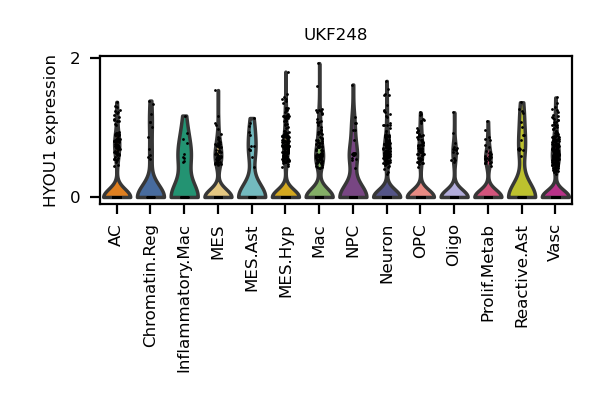 UKF248
HYOU1 expression
2
0
AC
Chromatin.Reg
Inflammatory.Mac
MES
MES.Ast
MES.Hyp
Mac
NPC
Neuron
OPC
Oligo
Prolif.Metab
Reactive.Ast
Vasc